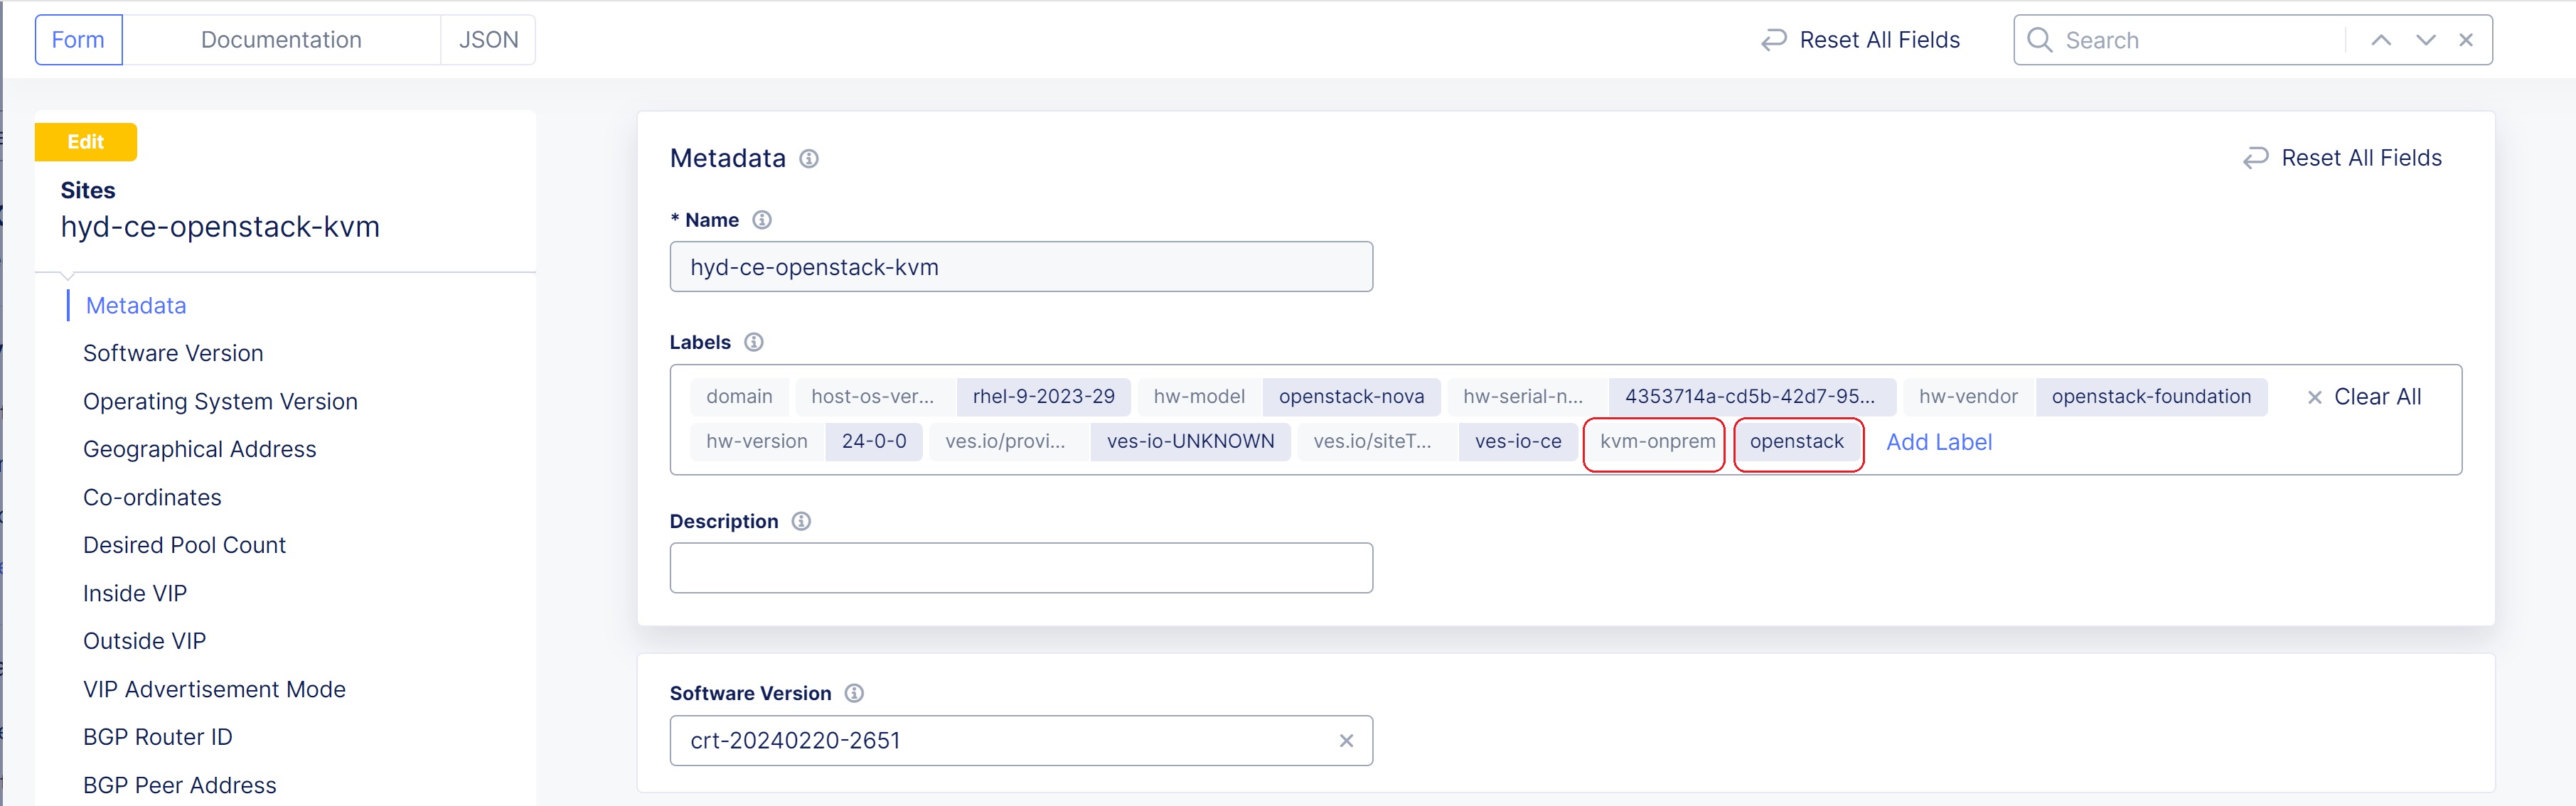 Form Documentation JSON Reset All Fields Search
Edit
Sites
hyd-ce-openstack-kvm
Metadata
Software Version
Operating System Version
Geographical Address
Co-ordinates
Desired Pool Count
Inside VIP
Outside VIP
VIP Advertisement Mode
BGP Router ID
BGP Peer Address
Metadata Reset All Fields
* Name
hyd-ce-openstack-kvm
Labels
domain host-os-ver... rhel-9-2023-29 hw-model openstack-nova hw-serial-n... 4353714a-cd5b-42d7-95... hw-vendor openstack-foundation Clear All
hw-version 24-0-0 ves.io/provi... ves-io-UNKNOWN ves.io/siteT... ves-io-ce kvm-onprem openstack Add Label
Description
Software Version
crt-20240220-2651